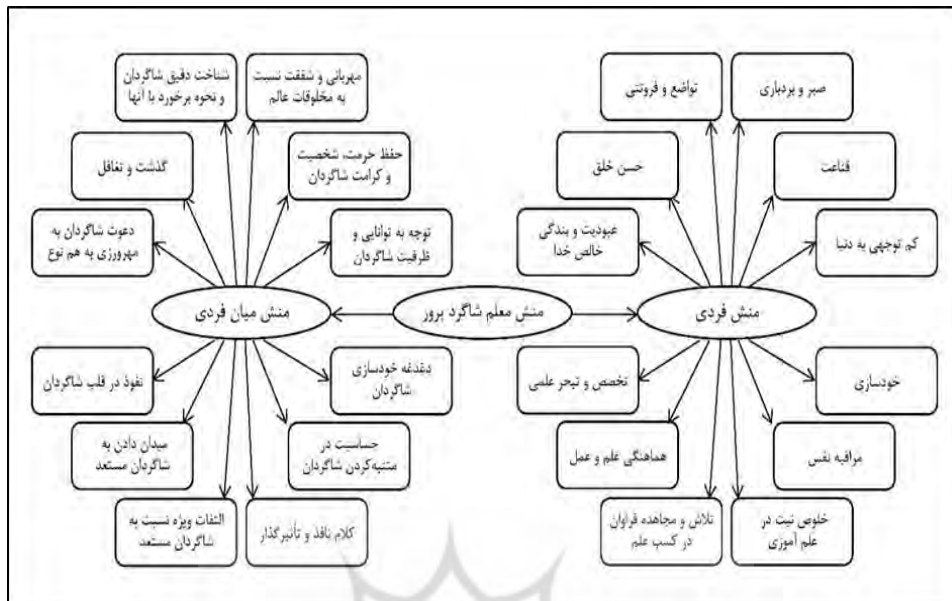 صبر و بردباری
تواضع و فروتنی
مهربانی و شفقت نسبت
به مخلوقات عالم
شناخت دقیق شاگردان
و نحوه برخورد با آنها
قناعت
حسن خلق
حفظ حرمت، شخصیت
و کرامت شاگردان
گذشت و تغافل
کم توجهی به دنیا
عبودیت و بندگی
خالص خدا
توجه به توانایی و
ظرفیت شاگردان
دعوت شاگردان به
مهرورزی به هم نوع
منش فردی
منش معلم شاگرد پرور
منش میان فردی
خودسازی
تخصص و تبحر علمی
دغدغه خودسازی
شاگردان
نفوذ در قلب شاگردان
مراقبه نفس
هماهنگی علم و عمل
حساسیت در
متنبه‌کردن شاگردان
میدان دادن به
شاگردان مستعد
خلوص نیت در
علم آموزی
تلاش و مجاهده فراوان
در کسب علم
کلام نافذ و تأثیرگذار
التفات ویژه نسبت به
شاگردان مستعد